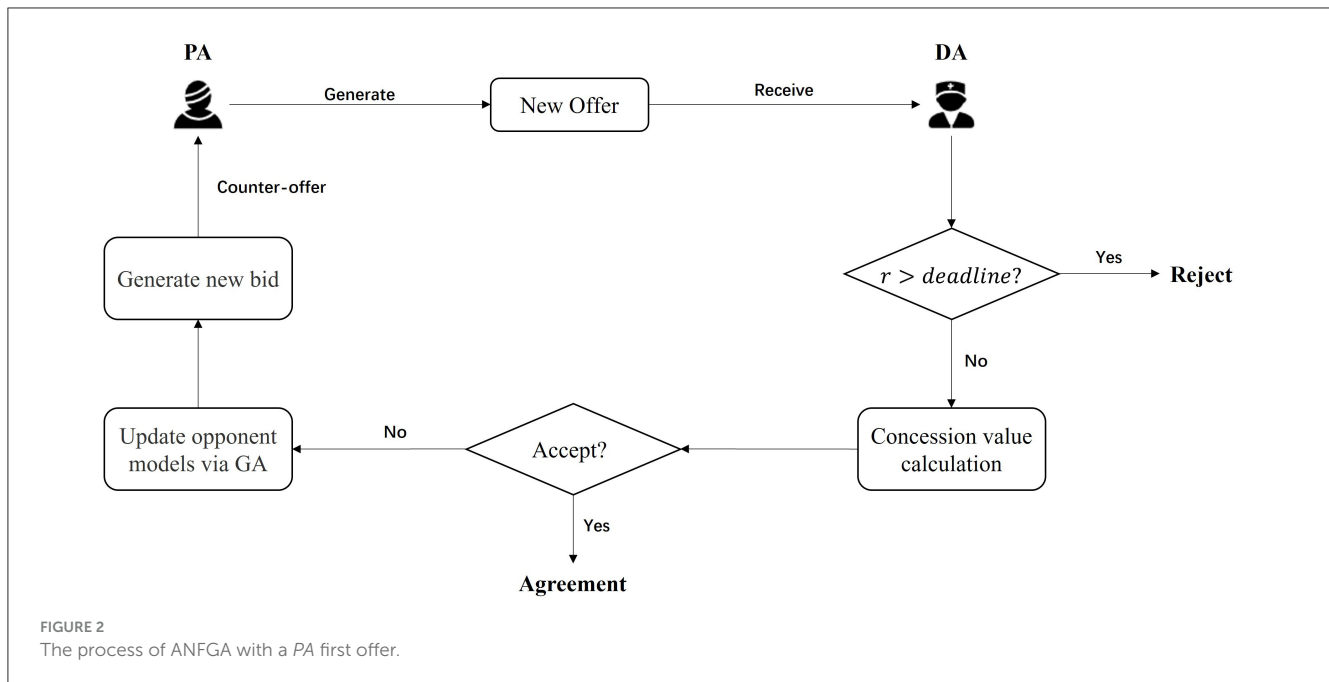 PA
DA
Generate
New Offer
Receive
Counter-offer
Generate new bid
r > deadline?
Yes
Reject
No
Update opponent
models via GA
No
Accept?
Concession value
calculation
Yes
Agreement
FIGURE 2
The process of ANFGA with a PA first offer.